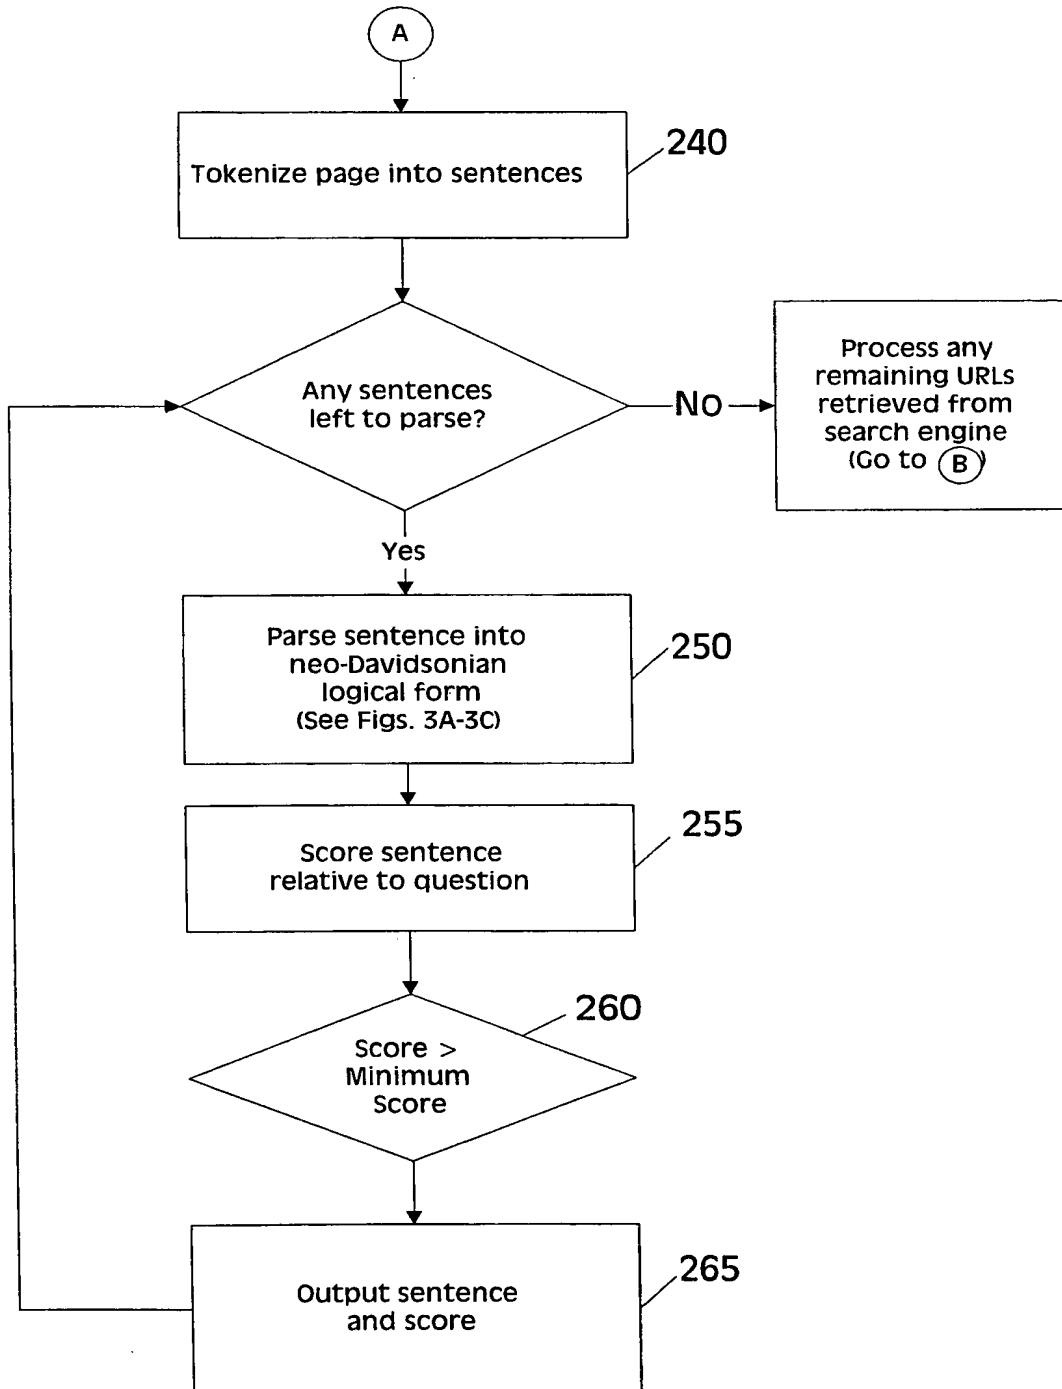 A
Tokenize page into sentences
240
Any sentences
left to parse?
No
Process any
remaining URLs
retrieved from
search engine
(Go to B)
Yes
Parse sentence into
neo-Davidsonian
logical form
(See Figs. 3A-3C)
250
Score sentence
relative to question
255
Score >
Minimum
Score
260
Output sentence
and score
265